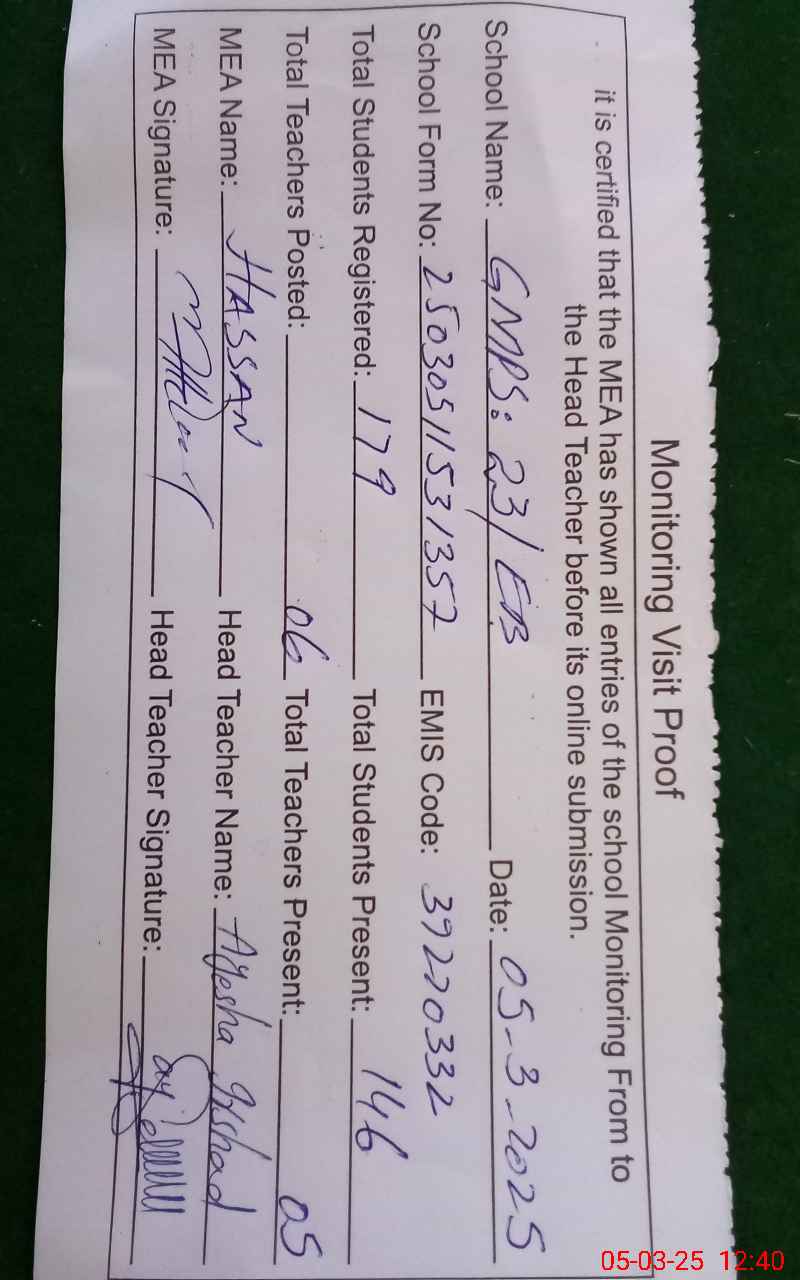 Monitoring Visit Proof
it is certified that the MEA has shown all entries of the school Monitoring From to
the Head Teacher before its online submission.
School Name: GMPS: 23/EB Date: 05-3-2025
School Form No: 25030511531357 EMIS Code: 39220332
Total Students Registered: 179 Total Students Present: 146
Total Teachers Posted: 06 Total Teachers Present: 05
MEA Name: HASSAN Head Teacher Name: Ayesha Irshad
MEA Signature: Head Teacher Signature:
05-03-25 12:40